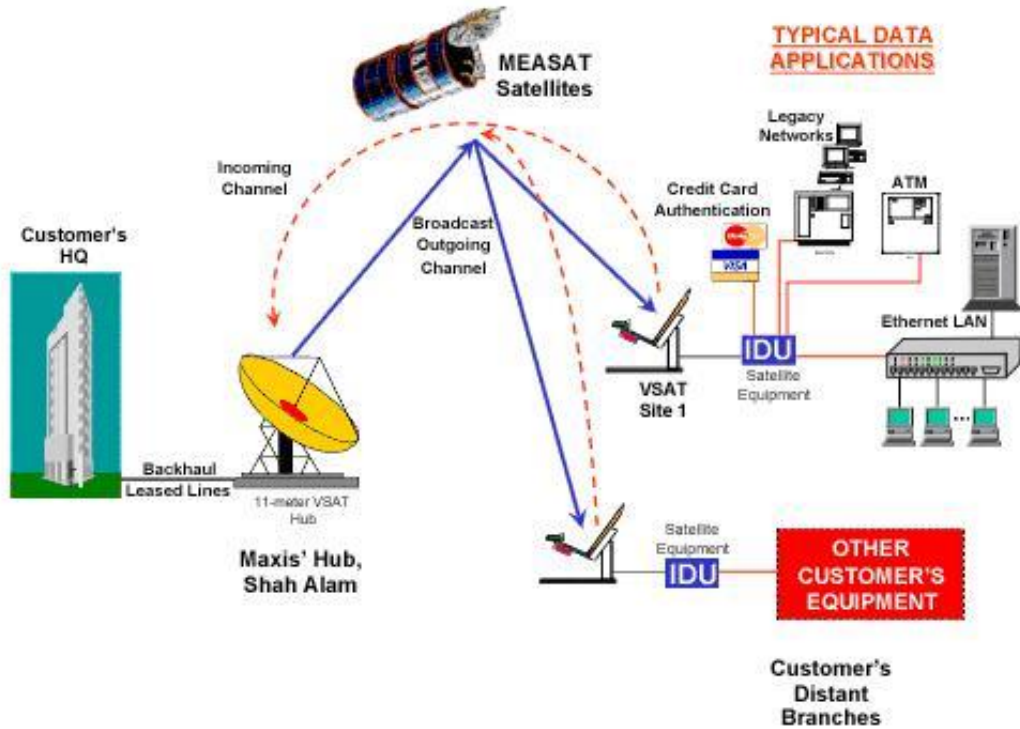 TYPICAL DATA
APPLICATIONS
MEASAT
Satellites
Legacy
Networks
ATM
Incoming
Channel
Credit Card
Authentication
VISA
Customer's
HQ
Broadcast
Outgoing
Channel
Ethernet LAN
IDU
Satellite
Equipment
VSAT
Site 1
Backhaul
Leased Lines
11-meter VSAT
Hub
Maxis' Hub,
Shah Alam
Satellite
Equipment
IDU
OTHER
CUSTOMER'S
EQUIPMENT
Customer's
Distant
Branches